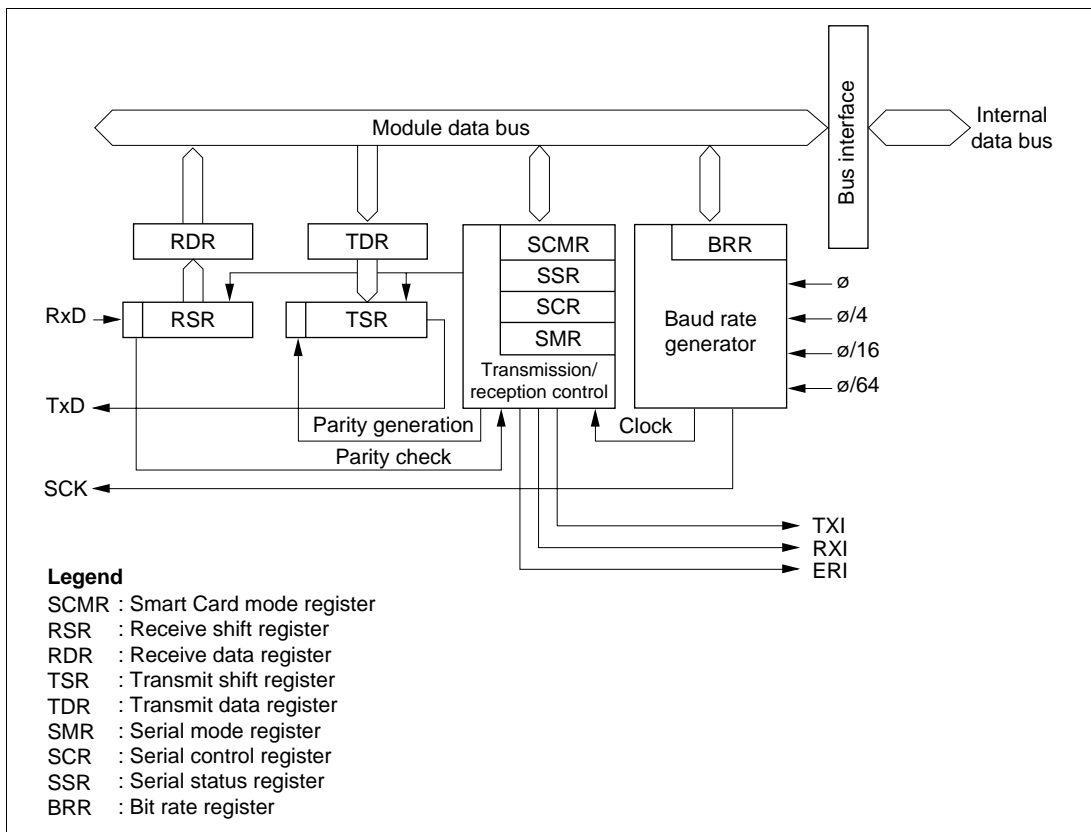 Module data bus
Bus interface
Internal
data bus
RDR
TDR
SCMR
SSR
SCR
SMR
Transmission/
reception control
BRR
Baud rate
generator
ø
ø/4
ø/16
ø/64
RxD
RSR
TSR
TxD
Parity generation
Parity check
Clock
SCK
TXI
RXI
ERI
Legend
SCMR : Smart Card mode register
RSR : Receive shift register
RDR : Receive data register
TSR : Transmit shift register
TDR : Transmit data register
SMR : Serial mode register
SCR : Serial control register
SSR : Serial status register
BRR : Bit rate register